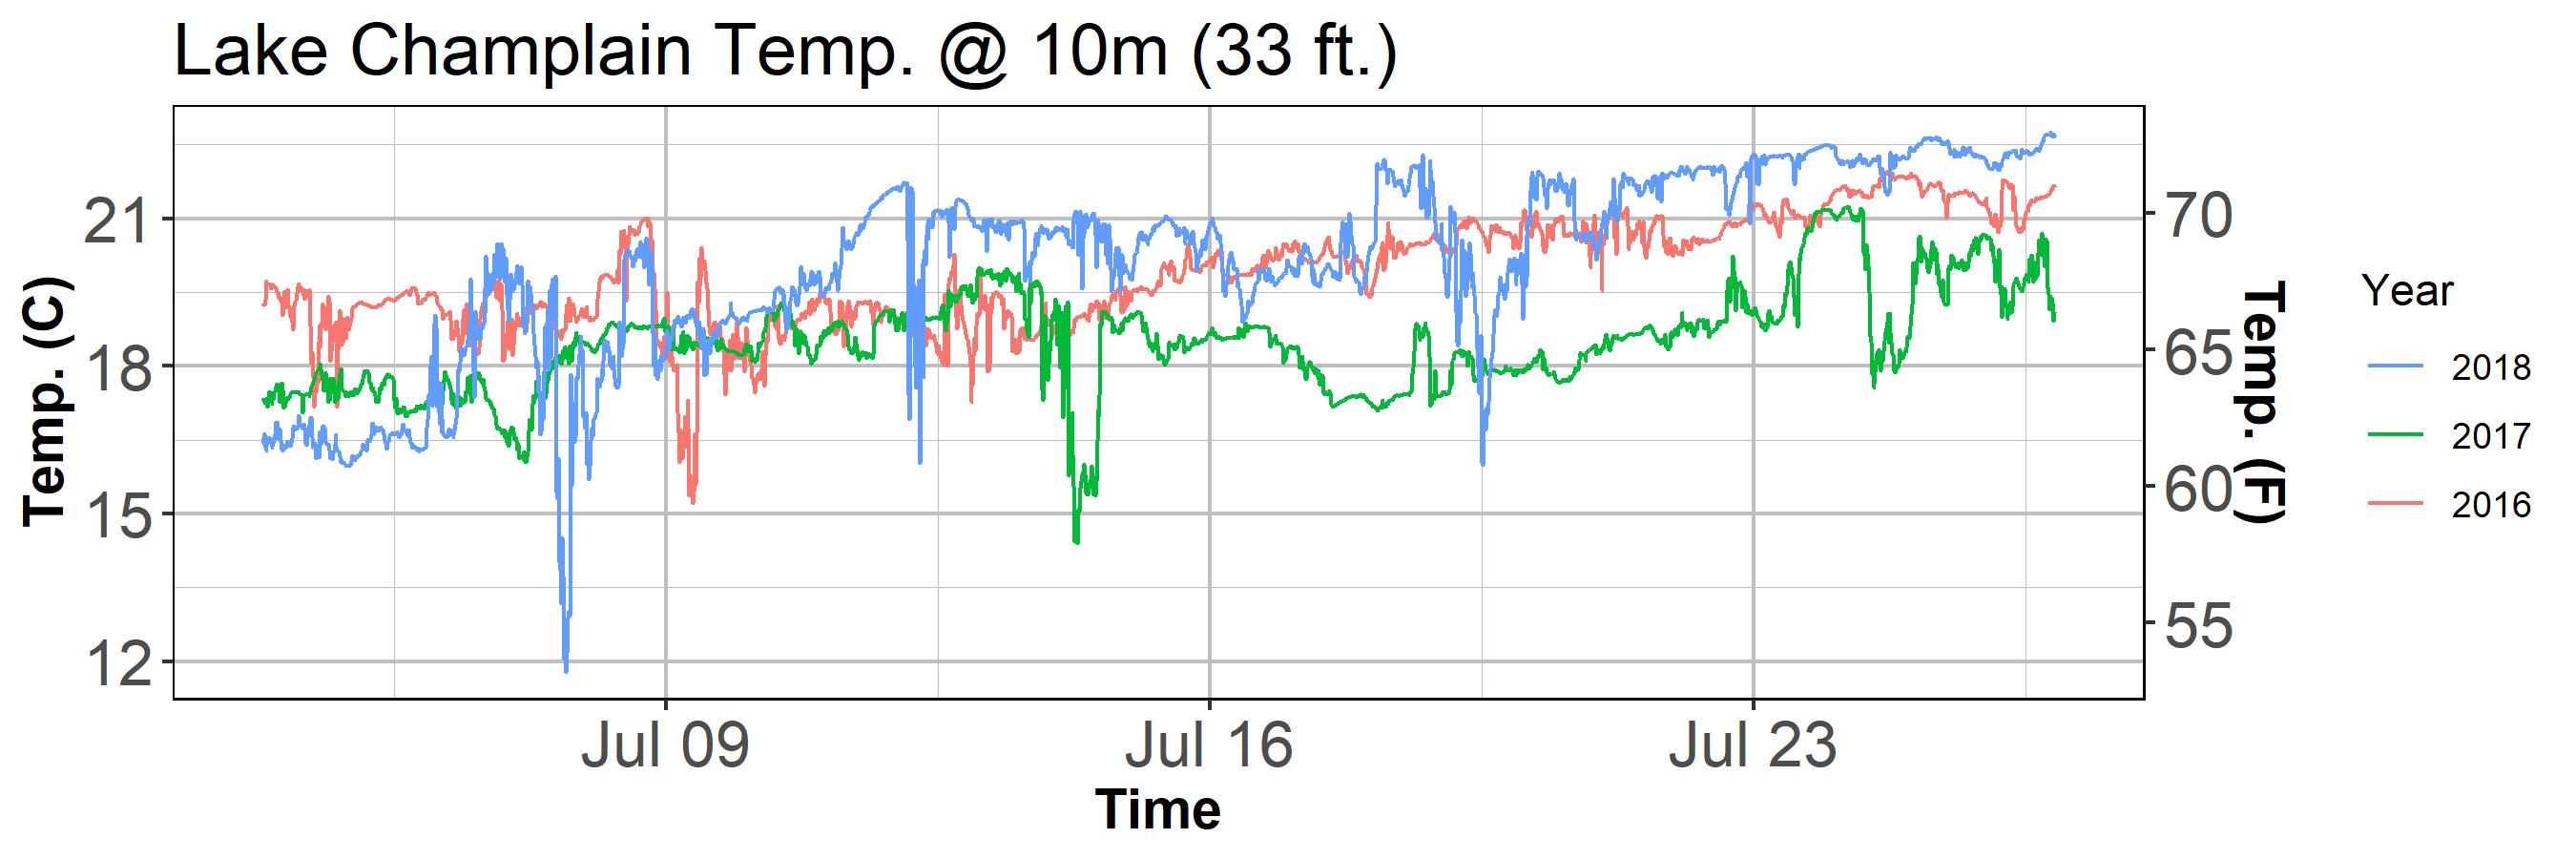 Lake Champlain Temp. @ 10m (33 ft.)
Temp. (C)
21
18
15
12
70
65
60
55
Temp. (F)
Jul 09
Jul 16
Jul 23
Time
Year
2018
2017
2016